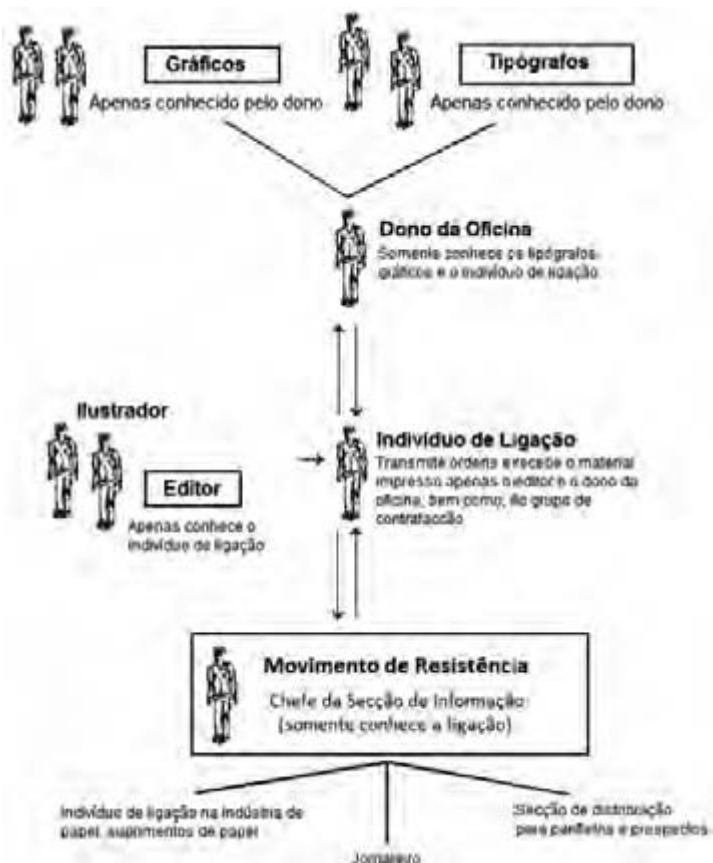 Gráficos
Apenas conhecido pelo dono
Tipógrafos
Apenas conhecido pelo dono
Dono da Oficina
Somente conhece os tipógrafos
gráficos e o indivíduo de ligação
Ilustrador
Editor
Apenas conhece o
indivíduo de ligação
Indivíduo de Ligação
Transmite ordens e recebe o material
impresso apenas o editor e o dono da
oficina, bem como, do grupo de
Movimento de Resistência
Chefe da Secção de Informação
(somente conhece a ligação)
Indivíduo de ligação na indústria de
papel, suprimentos de papel
Jornaleiro
Secção de distribuição
para panfletos e prospectos